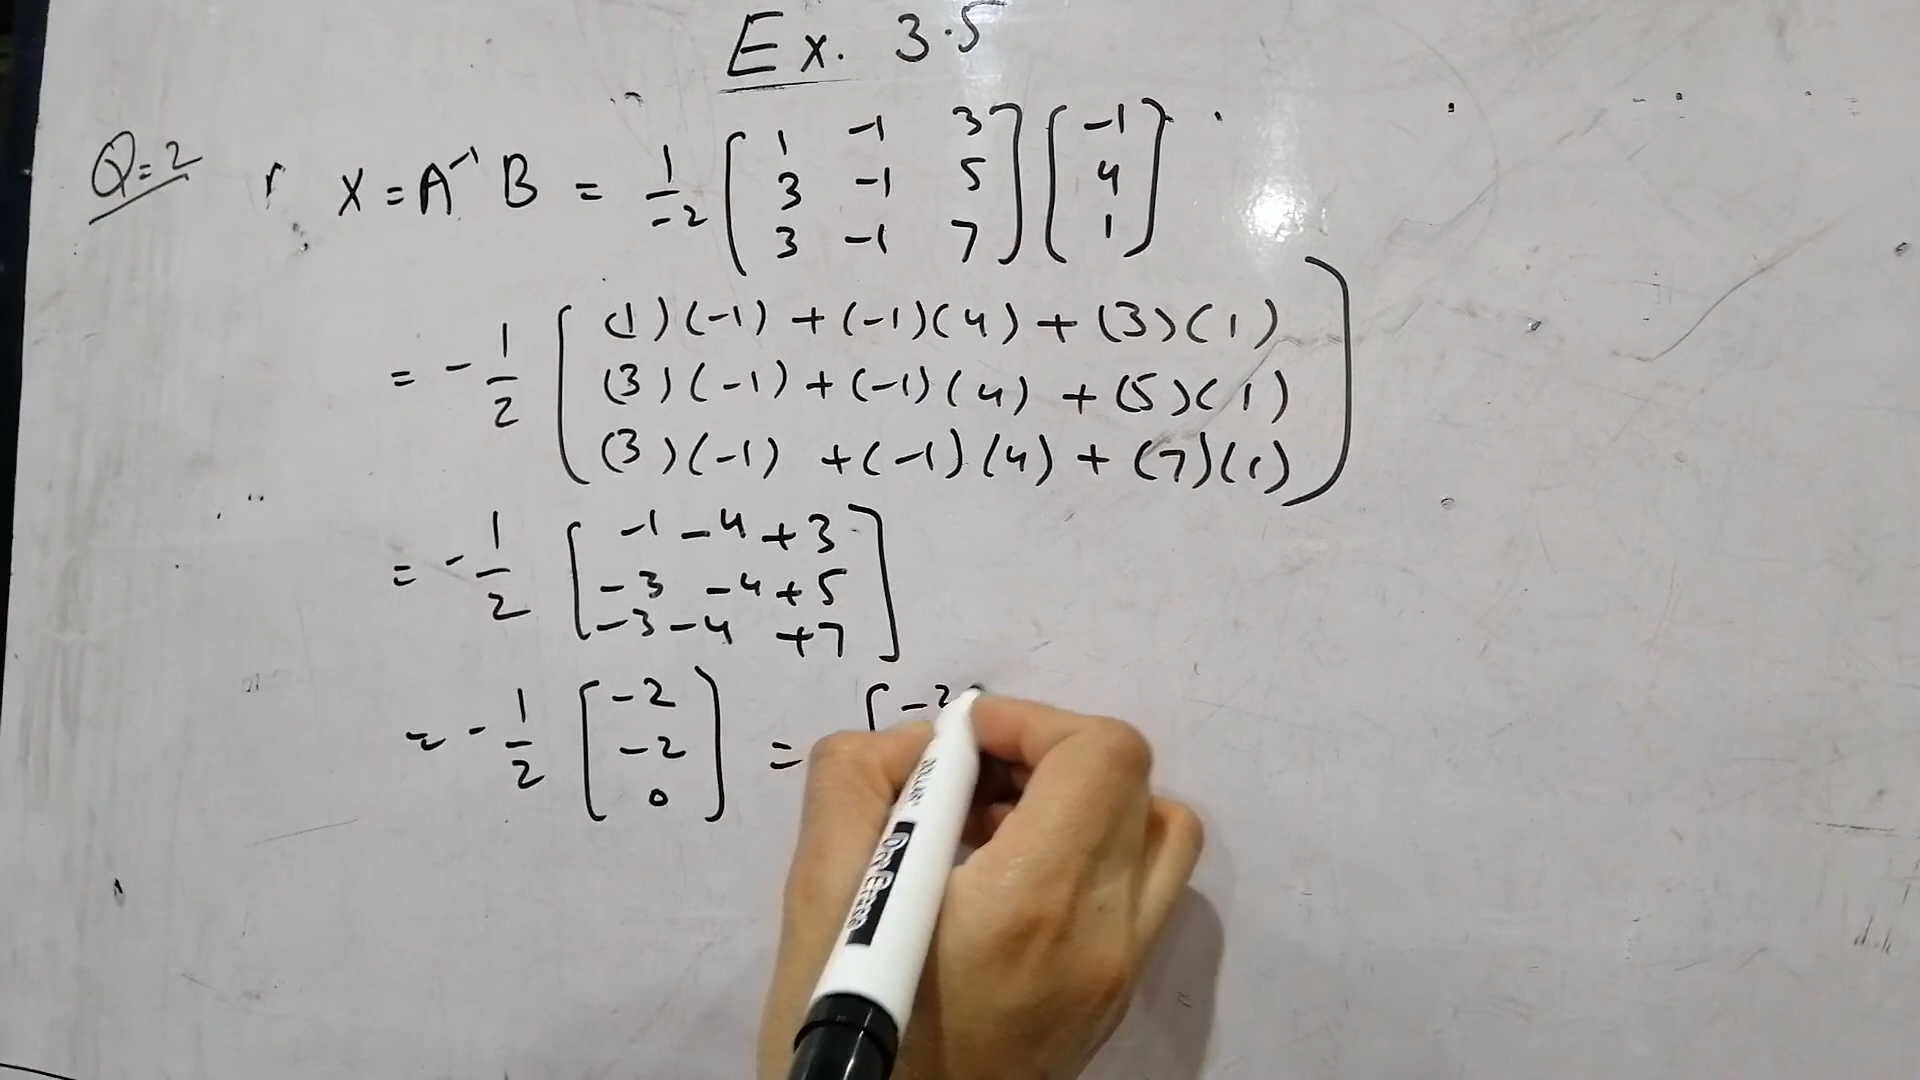 Ex. 3.5
Q=2 X = A⁻¹ B = 1/-2 [1 -1 3; 3 -1 5; 3 -1 7] [-1; 4; 1]
= - 1/2 [(1)(-1) + (-1)(4) + (3)(1)
(3)(-1) + (-1)(4) + (5)(1)
(3)(-1) + (-1)(4) + (7)(1)]
= - 1/2 [-1 -4 +3
-3 -4 +5
-3 -4 +7]
= - 1/2 [-2; -2; 0] = [-2
DOLLAR